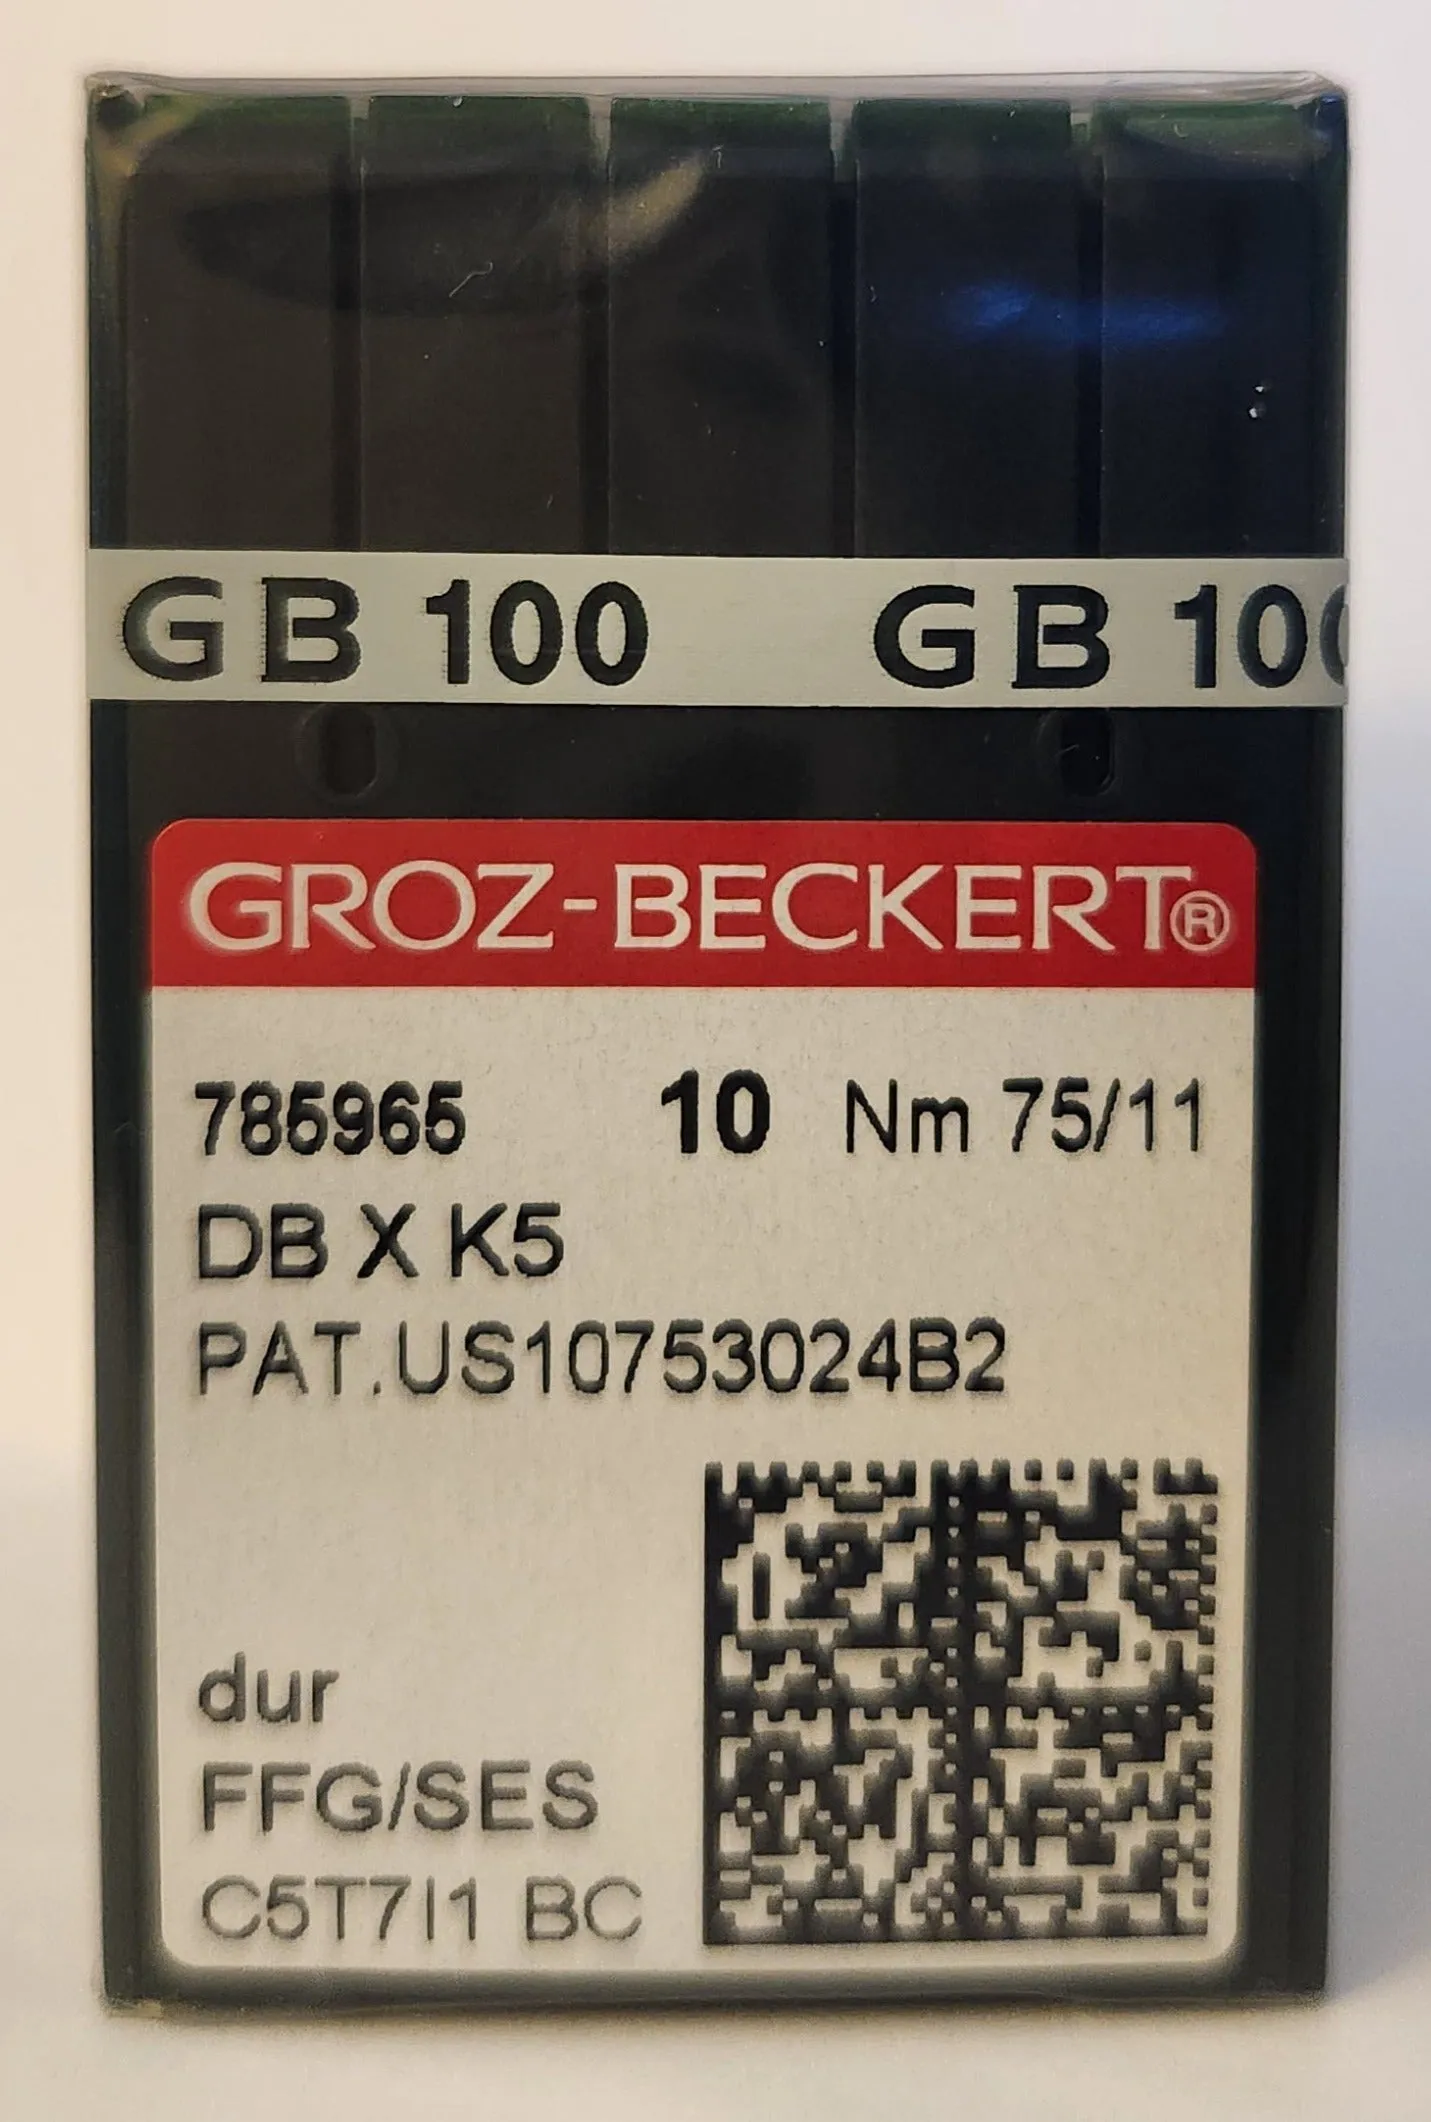 GB 100 GB 100
GROZ-BECKERT®
785965 10 Nm 75/11
DB X K5
PAT.US10753024B2
dur
FFG/SES
C5T7I1 BC